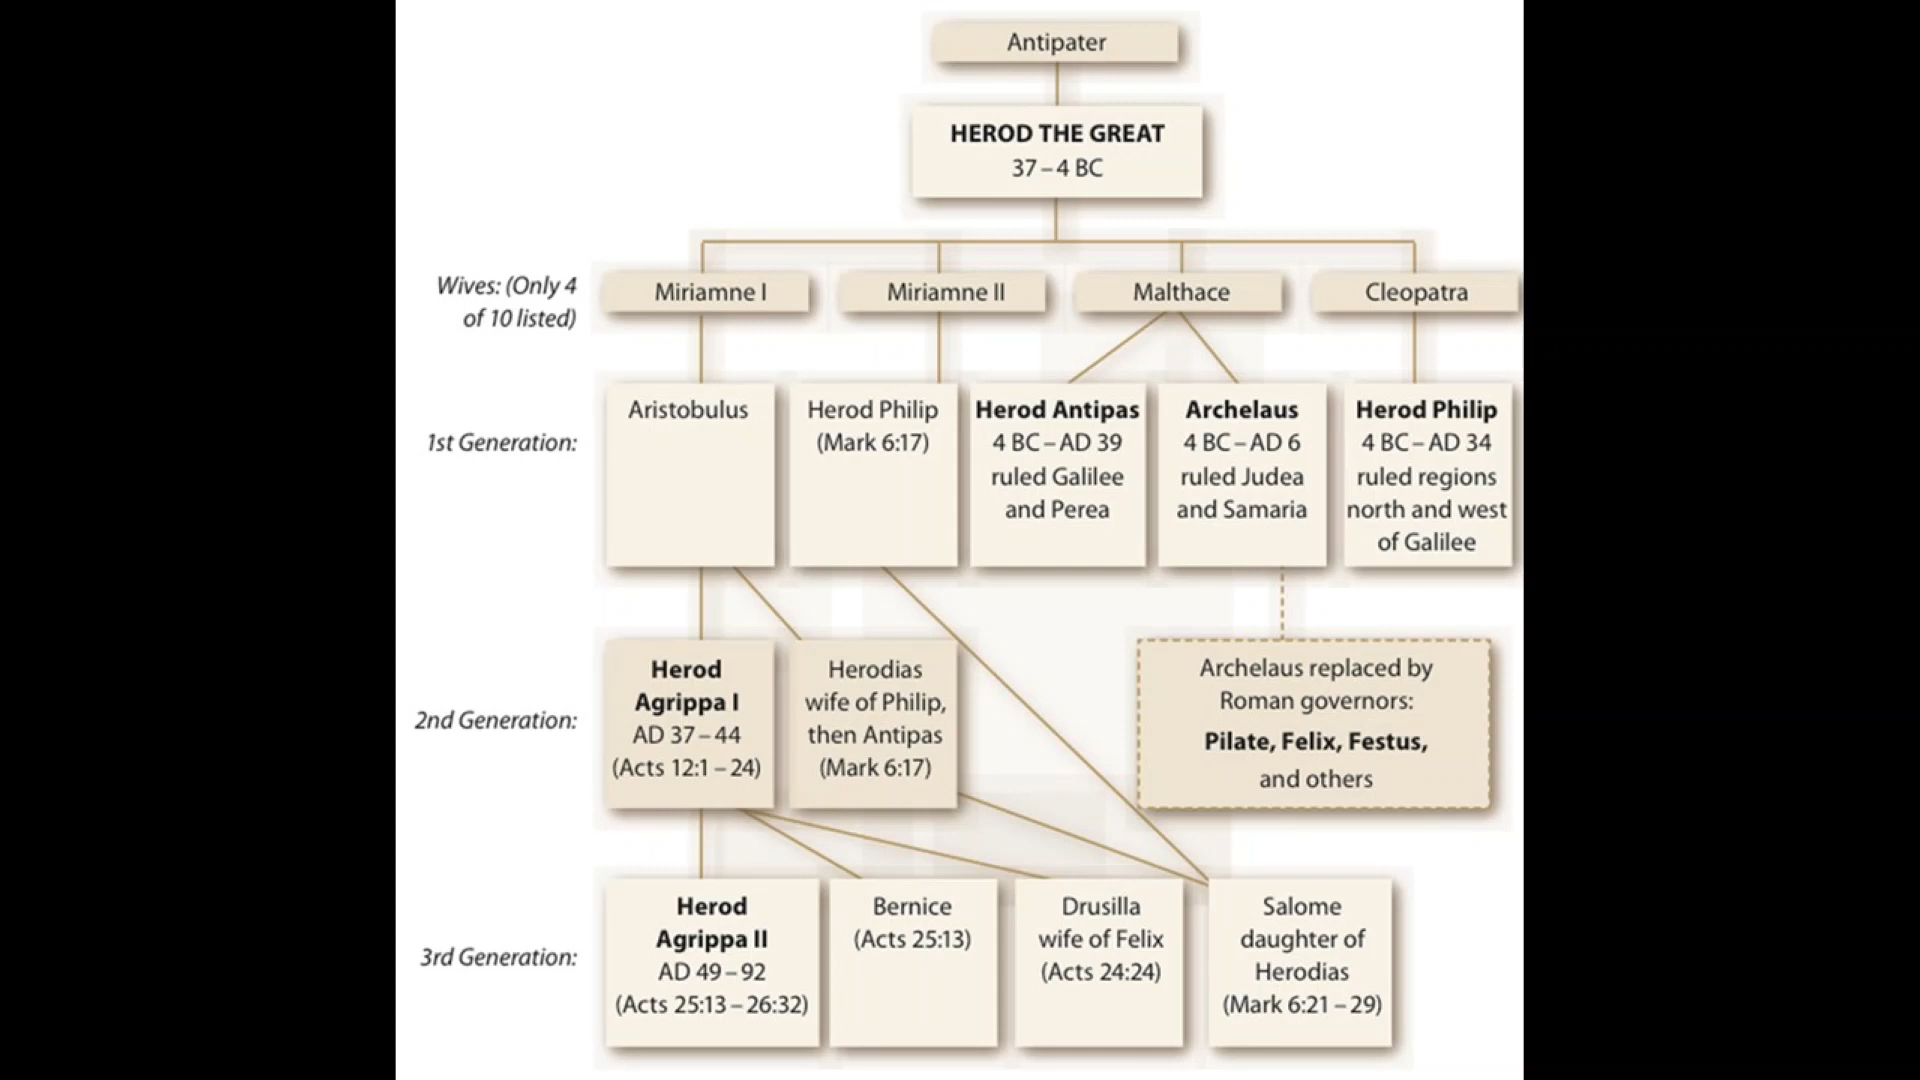 Antipater
HEROD THE GREAT
37 – 4 BC
Wives: (Only 4
of 10 listed)
Miriamne I
Miriamne II
Malthace
Cleopatra
1st Generation:
Aristobulus
Herod Philip
(Mark 6:17)
Herod Antipas
4 BC – AD 39
ruled Galilee
and Perea
Archelaus
4 BC – AD 6
ruled Judea
and Samaria
Herod Philip
4 BC – AD 34
ruled regions
north and west
of Galilee
2nd Generation:
Herod
Agrippa I
AD 37 – 44
(Acts 12:1 – 24)
Herodias
wife of Philip,
then Antipas
(Mark 6:17)
Archelaus replaced by
Roman governors:
Pilate, Felix, Festus,
and others
3rd Generation:
Herod
Agrippa II
AD 49 – 92
(Acts 25:13 – 26:32)
Bernice
(Acts 25:13)
Drusilla
wife of Felix
(Acts 24:24)
Salome
daughter of
Herodias
(Mark 6:21 – 29)